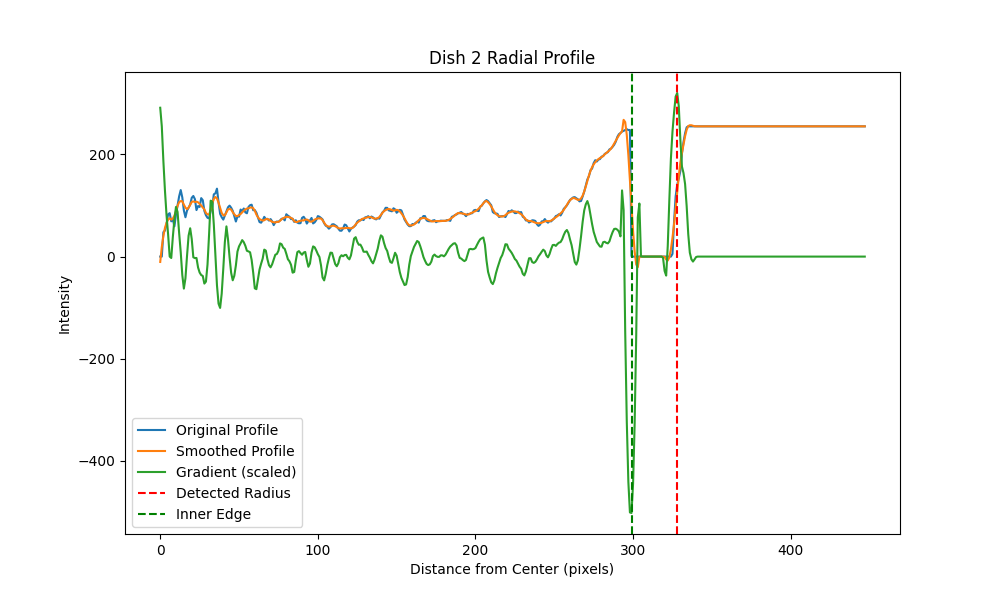 Dish 2 Radial Profile
Intensity
200
0
−200
−400
Original Profile
Smoothed Profile
Gradient (scaled)
Detected Radius
Inner Edge
0 100 200 300 400
Distance from Center (pixels)